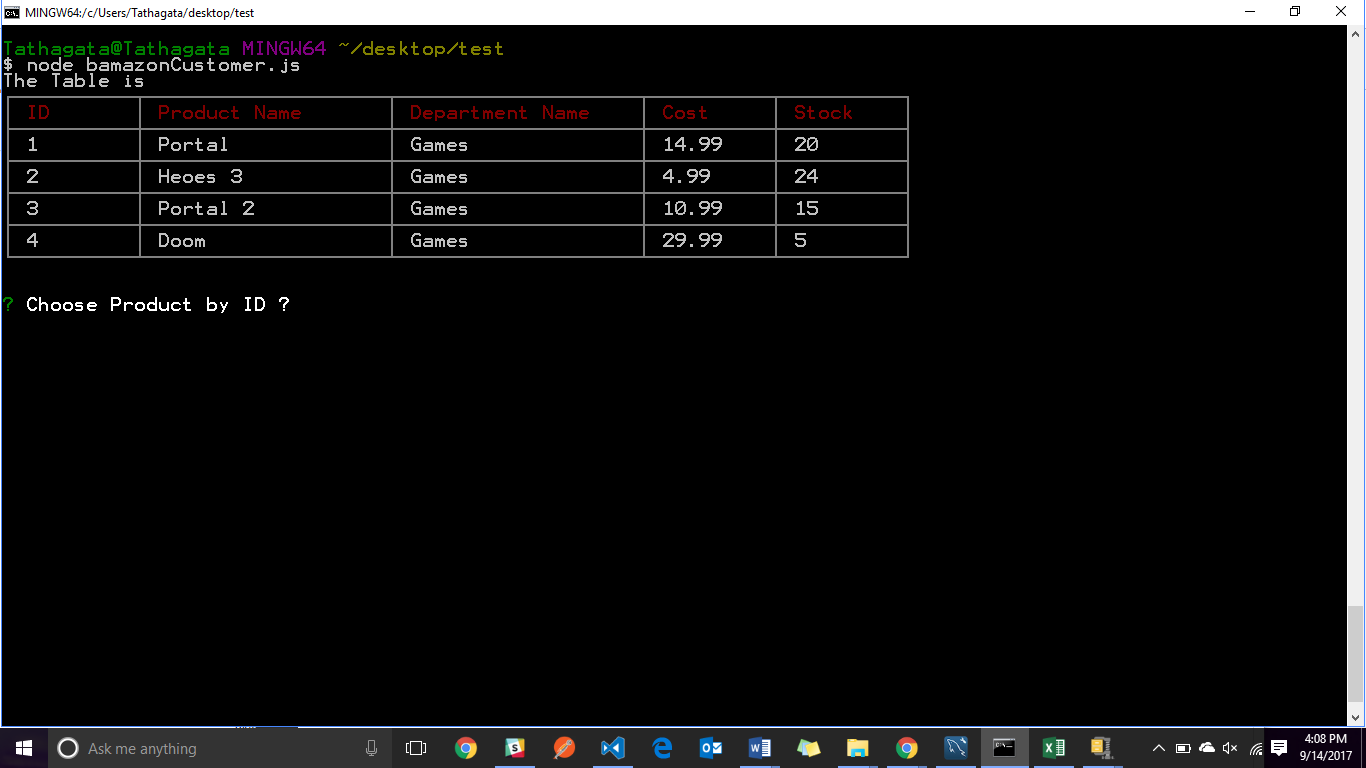 MINGW64:/c/Users/Tathagata/desktop/test
Tathagata@Tathagata MINGW64 ~/desktop/test
$ node bamazonCustomer.js
The Table is
ID Product Name Department Name Cost Stock
1 Portal Games 14.99 20
2 Heoes 3 Games 4.99 24
3 Portal 2 Games 10.99 15
4 Doom Games 29.99 5
? Choose Product by ID ?
Ask me anything
4:08 PM
9/14/2017